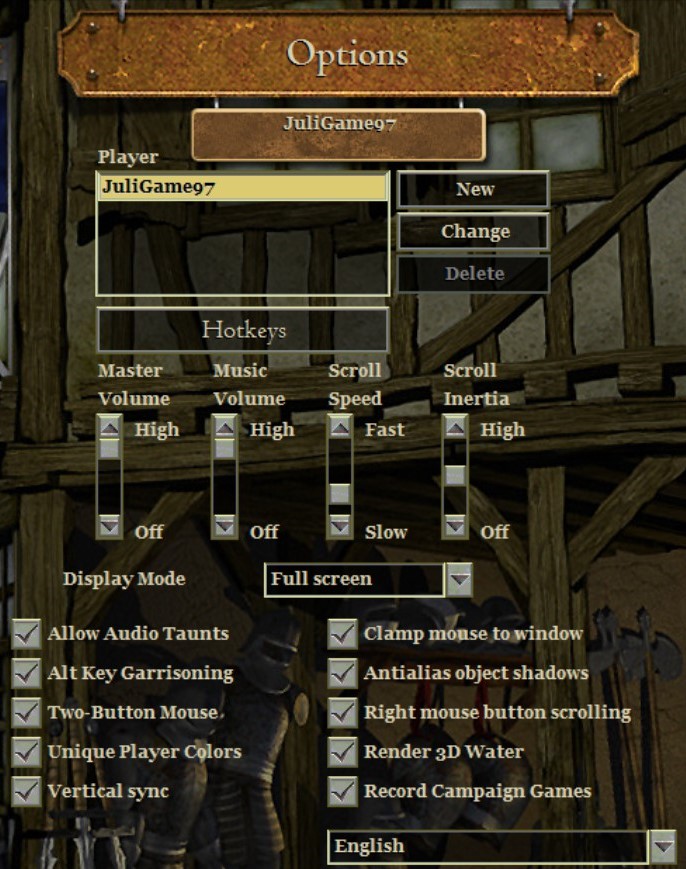 Options
JuliGame97
Player
JuliGame97
New
Change
Delete
Hotkeys
Master Volume
Music Volume
Scroll Speed
Scroll Inertia
High
High
Fast
High
Off
Off
Slow
Off
Display Mode
Full screen
Allow Audio Taunts
Clamp mouse to window
Alt Key Garrisoning
Antialias object shadows
Two-Button Mouse
Right mouse button scrolling
Unique Player Colors
Render 3D Water
Vertical sync
Record Campaign Games
English